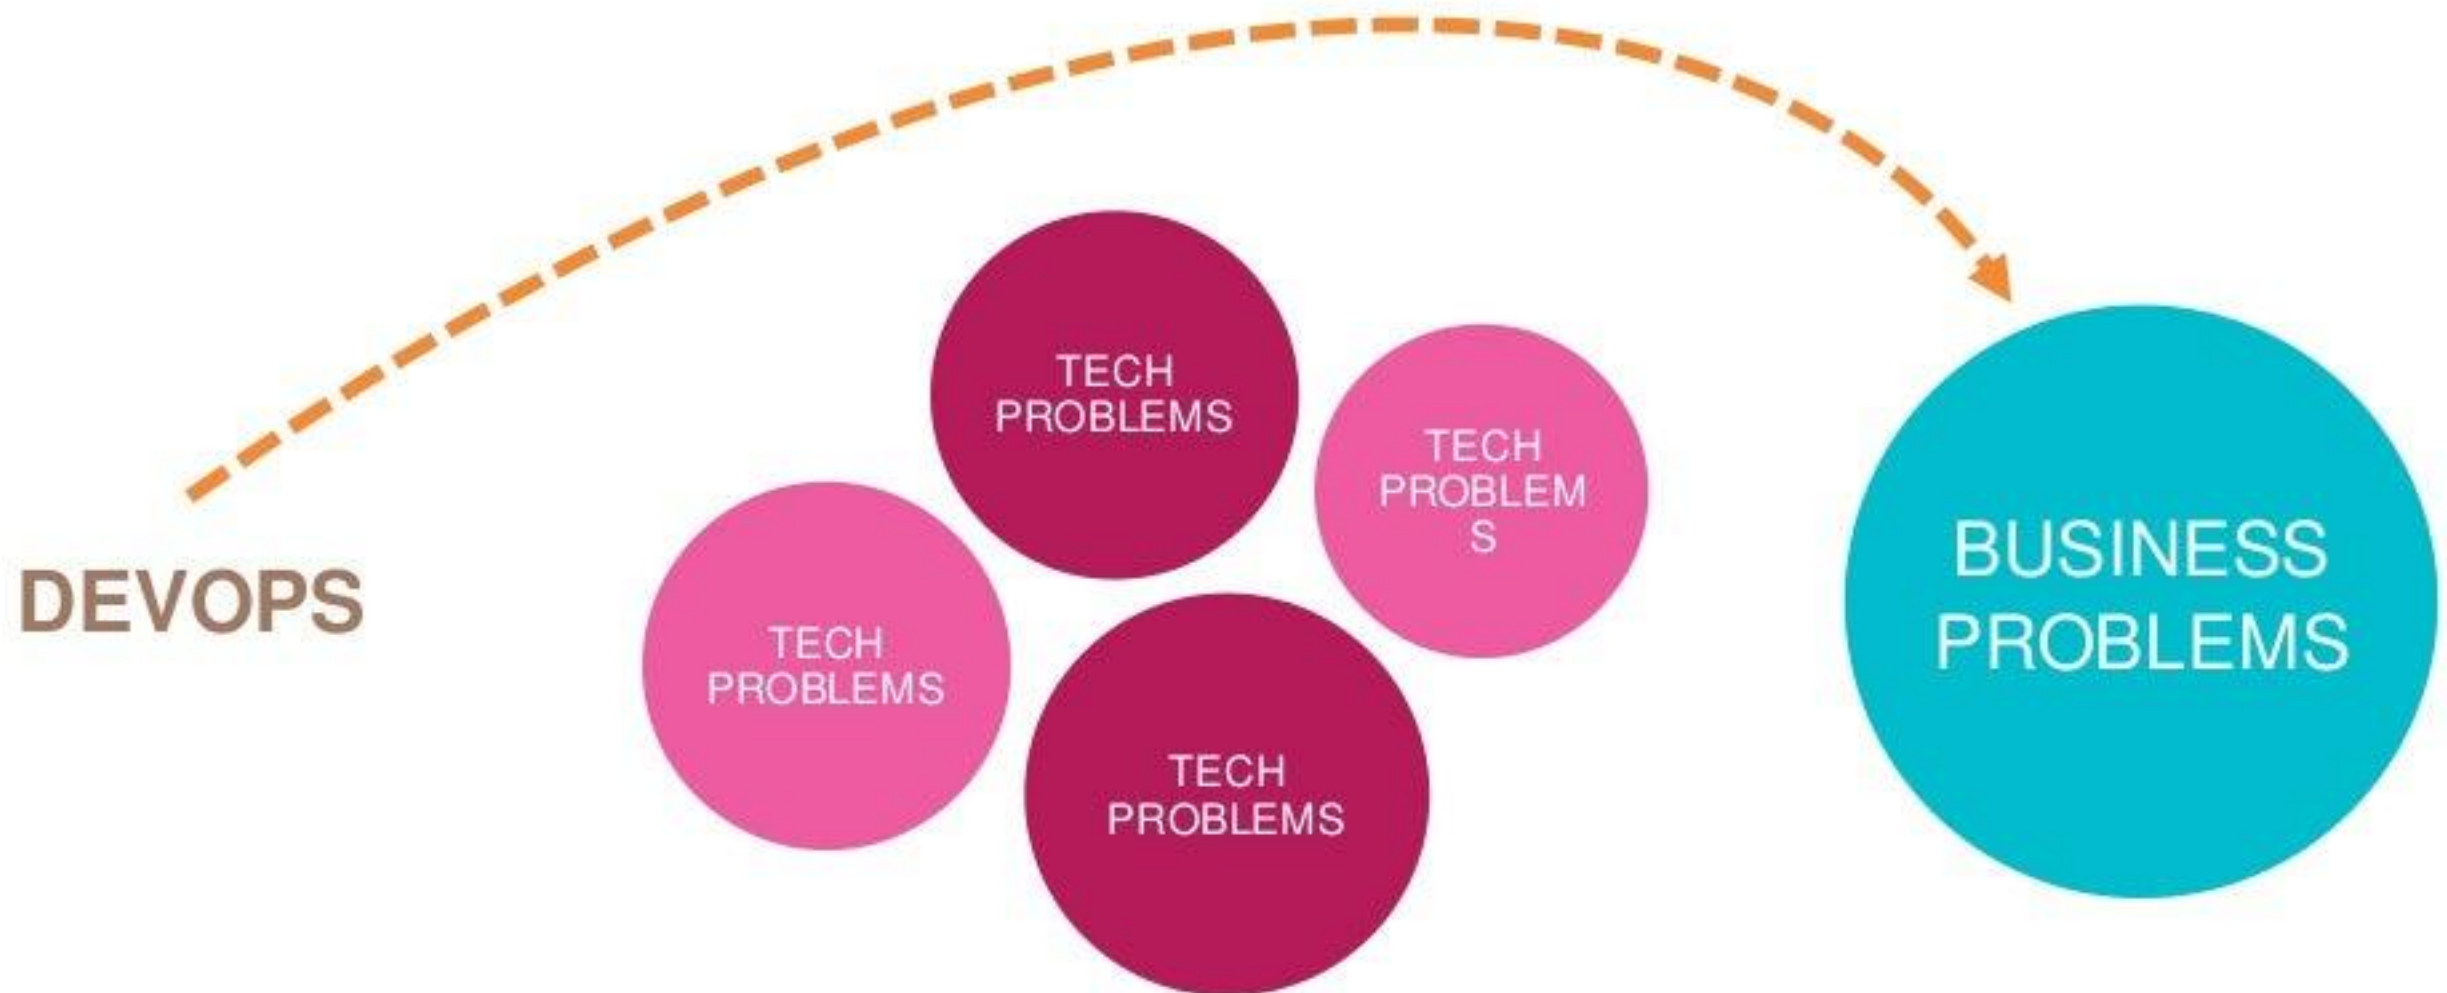 TECH
PROBLEMS
TECH
PROBLEM
S
DEVOPS
TECH
PROBLEMS
TECH
PROBLEMS
BUSINESS
PROBLEMS